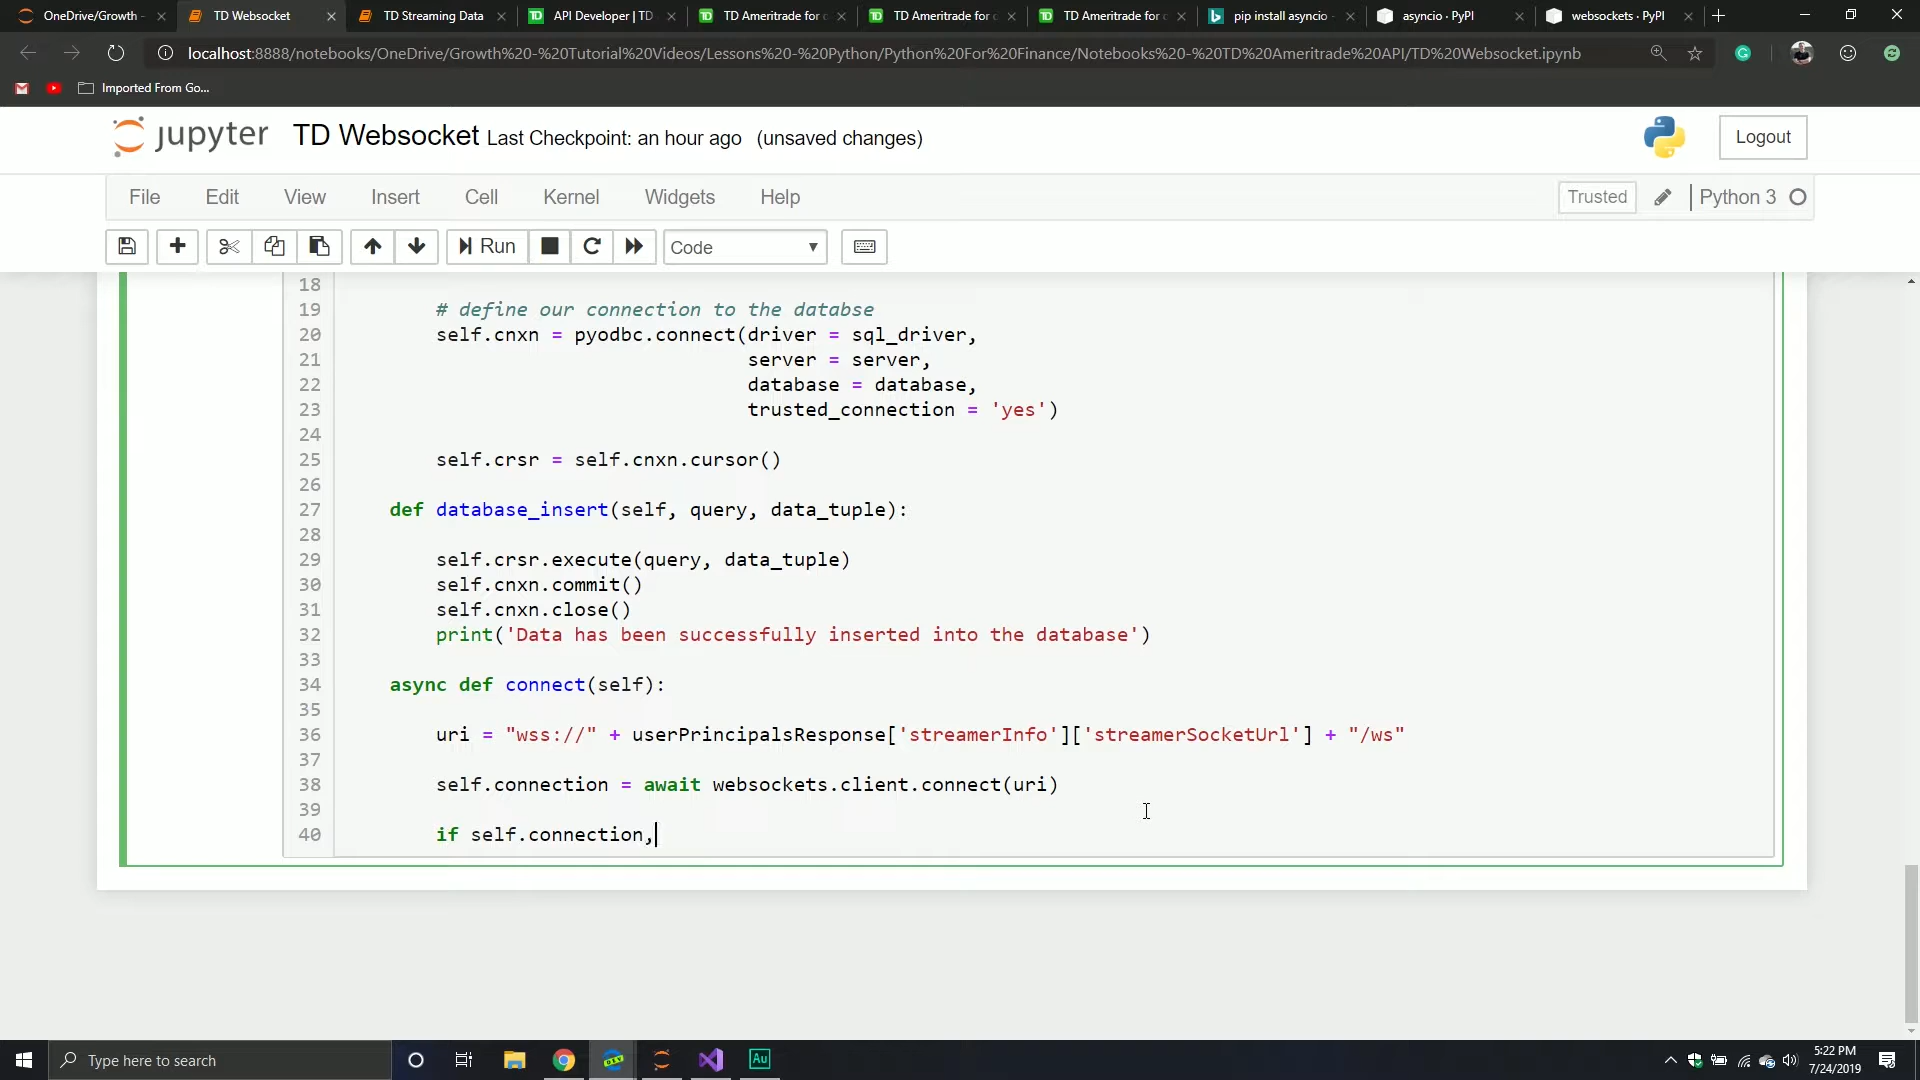 OneDrive/Growth -
TD Websocket
TD Streaming Data
API Developer | TD
TD Ameritrade for
TD Ameritrade for
TD Ameritrade for
pip install asyncio -
asyncio · PyPI
websockets · PyPI
localhost:8888/notebooks/OneDrive/Growth%20-%20Tutorial%20Videos/Lessons%20-%20Python/Python%20For%20Finance/Notebooks%20-%20TD%20Ameritrade%20API/TD%20Websocket.ipynb
Imported From Go...
jupyter TD Websocket Last Checkpoint: an hour ago (unsaved changes)
Logout
File Edit View Insert Cell Kernel Widgets Help
Trusted Python 3
Run Code
18
19 # define our connection to the databse
20 self.cnxn = pyodbc.connect(driver = sql_driver,
21 server = server,
22 database = database,
23 trusted_connection = 'yes')
24
25 self.crsr = self.cnxn.cursor()
26
27 def database_insert(self, query, data_tuple):
28
29 self.crsr.execute(query, data_tuple)
30 self.cnxn.commit()
31 self.cnxn.close()
32 print('Data has been successfully inserted into the database')
33
34 async def connect(self):
35
36 uri = "wss://" + userPrincipalsResponse['streamerInfo']['streamerSocketUrl'] + "/ws"
37
38 self.connection = await websockets.client.connect(uri)
39
40 if self.connection,
Type here to search
DEV
Au
5:22 PM
7/24/2019